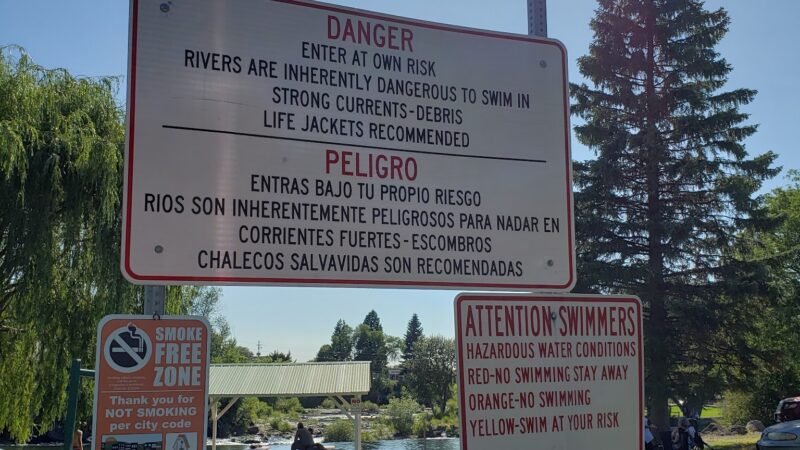 DANGER
ENTER AT OWN RISK
RIVERS ARE INHERENTLY DANGEROUS TO SWIM IN
STRONG CURRENTS-DEBRIS
LIFE JACKETS RECOMMENDED
PELIGRO
ENTRAS BAJO TU PROPIO RIESGO
RIOS SON INHERENTEMENTE PELIGROSOS PARA NADAR EN
CORRIENTES FUERTES-ESCOMBROS
CHALECOS SALVAVIDAS SON RECOMENDADAS
SMOKE
FREE
ZONE
Thank you for
NOT SMOKING
per city code
ATTENTION SWIMMERS
HAZARDOUS WATER CONDITIONS
RED-NO SWIMMING STAY AWAY
ORANGE-NO SWIMMING
YELLOW-SWIM AT YOUR RISK